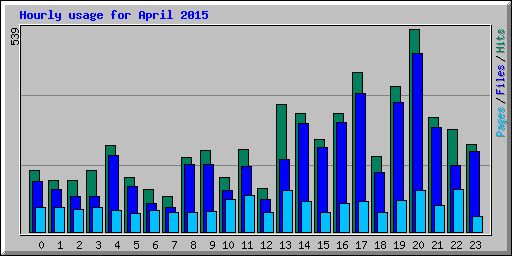 Hourly usage for April 2015
539
Pages / Files / Hits
0 1 2 3 4 5 6 7 8 9 10 11 12 13 14 15 16 17 18 19 20 21 22 23